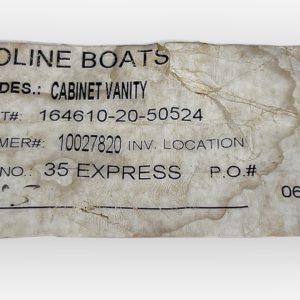 OLINE BOATS
DES.: CABINET VANITY
T#: 164610-20-50524
MER#: 10027820 INV. LOCATION
NO.: 35 EXPRESS P.O.#
06